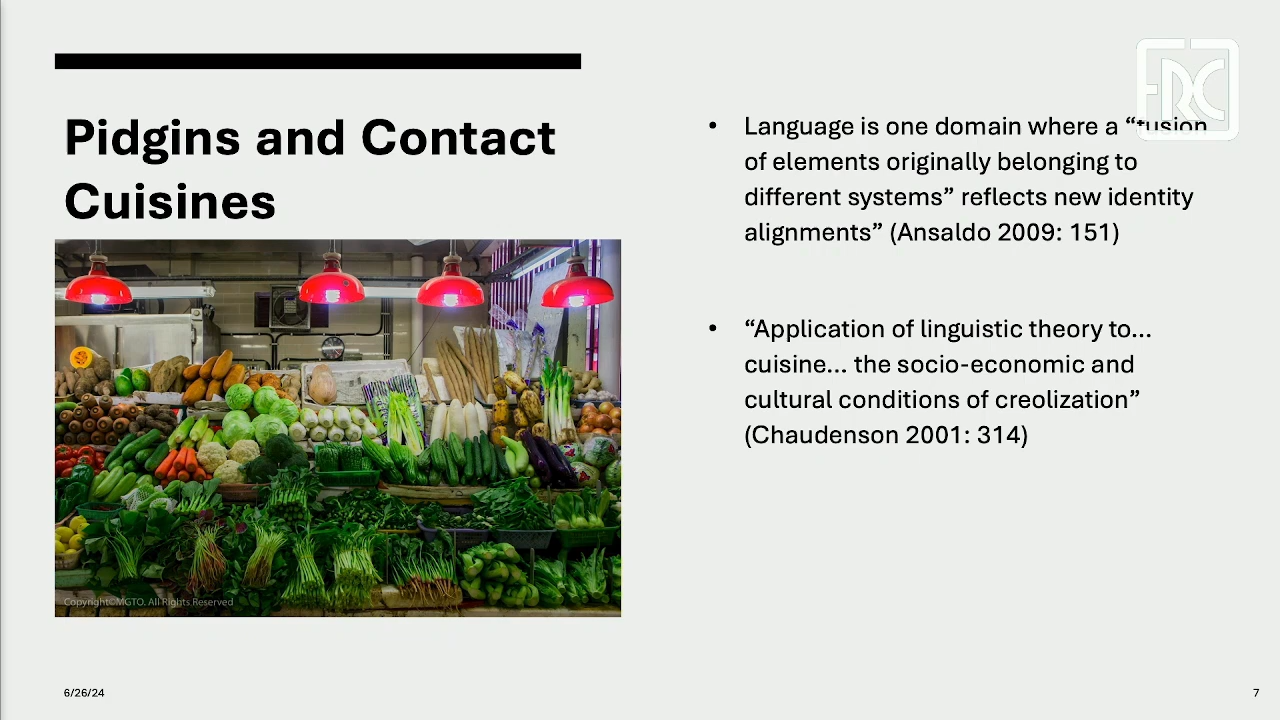 Pidgins and Contact
Cuisines
• Language is one domain where a “fusion
of elements originally belonging to
different systems” reflects new identity
alignments” (Ansaldo 2009: 151)
• “Application of linguistic theory to...
cuisine... the socio-economic and
cultural conditions of creolization”
(Chaudenson 2001: 314)
Copyright©MGTO. All Rights Reserved
6/26/24
7